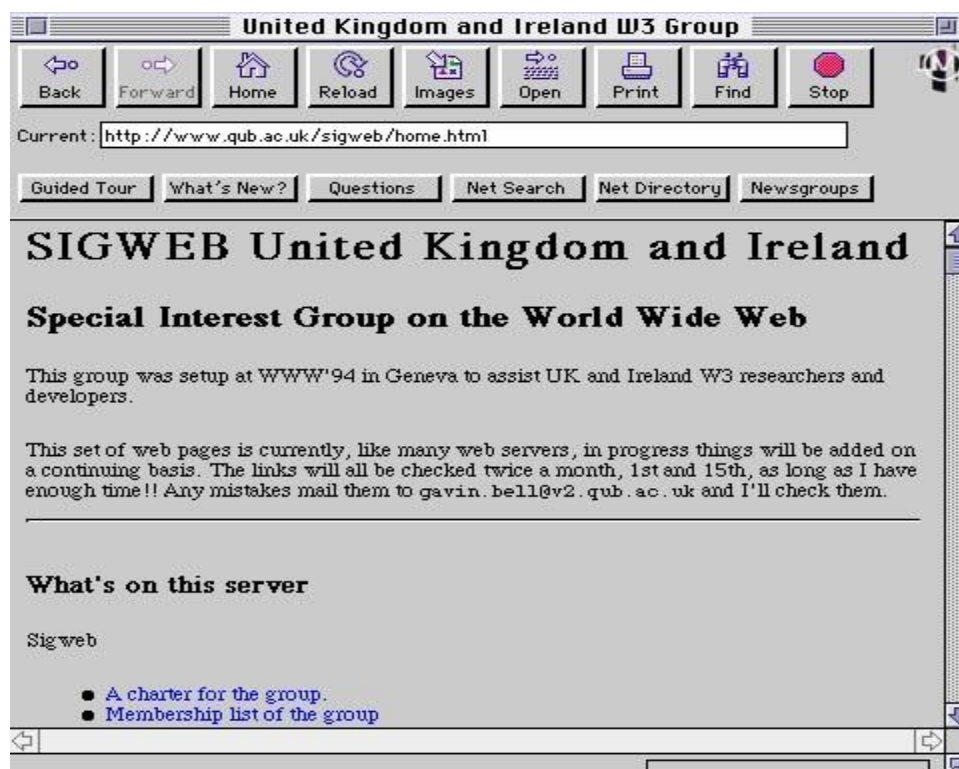 United Kingdom and Ireland W3 Group
Back Forward Home Reload Images Open Print Find Stop
Current: http://www.qub.ac.uk/sigweb/home.html
Guided Tour What's New? Questions Net Search Net Directory Newsgroups
SIGWEB United Kingdom and Ireland
Special Interest Group on the World Wide Web
This group was setup at WWW'94 in Geneva to assist UK and Ireland W3 researchers and
developers.
This set of web pages is currently, like many web servers, in progress things will be added on
a continuing basis. The links will all be checked twice a month, 1st and 15th, as long as I have
enough time!! Any mistakes mail them to gavin.bell@v2.qub.ac.uk and I'll check them.
What's on this server
Sigweb
A charter for the group.
Membership list of the group